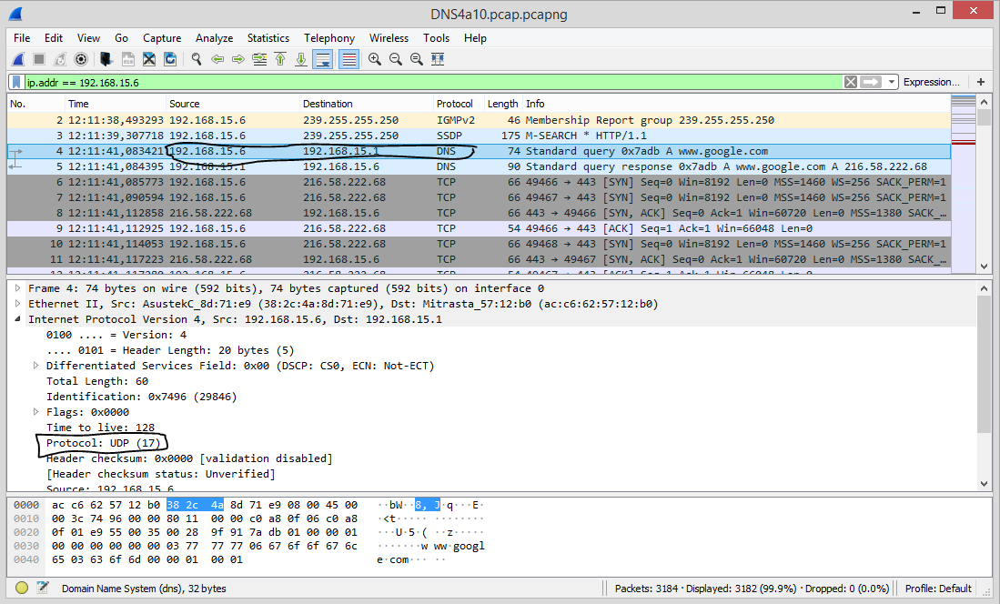 DNS4a10.pcap.pcapng
File Edit View Go Capture Analyze Statistics Telephony Wireless Tools Help
ip.addr == 192.168.15.6 Expression... +
No. Time Source Destination Protocol Length Info
2 12:11:38,493293 192.168.15.6 239.255.255.250 IGMPv2 46 Membership Report group 239.255.255.250
3 12:11:39,307718 192.168.15.6 239.255.255.250 SSDP 175 M-SEARCH * HTTP/1.1
4 12:11:41,083421 192.168.15.6 192.168.15.1 DNS 74 Standard query 0x7adb A www.google.com
5 12:11:41,084395 192.168.15.1 192.168.15.6 DNS 90 Standard query response 0x7adb A www.google.com A 216.58.222.68
6 12:11:41,085773 192.168.15.6 216.58.222.68 TCP 66 49466 → 443 [SYN] Seq=0 Win=8192 Len=0 MSS=1460 WS=256 SACK_PERM=1
7 12:11:41,090594 192.168.15.6 216.58.222.68 TCP 66 49467 → 443 [SYN] Seq=0 Win=8192 Len=0 MSS=1460 WS=256 SACK_PERM=1
8 12:11:41,112858 216.58.222.68 192.168.15.6 TCP 66 443 → 49466 [SYN, ACK] Seq=0 Ack=1 Win=60720 Len=0 MSS=1380 SACK_…
9 12:11:41,112925 192.168.15.6 216.58.222.68 TCP 54 49466 → 443 [ACK] Seq=1 Ack=1 Win=66048 Len=0
10 12:11:41,114053 192.168.15.6 216.58.222.68 TCP 66 49468 → 443 [SYN] Seq=0 Win=8192 Len=0 MSS=1460 WS=256 SACK_PERM=1
11 12:11:41,117223 216.58.222.68 192.168.15.6 TCP 66 443 → 49467 [SYN, ACK] Seq=0 Ack=1 Win=60720 Len=0 MSS=1380 SACK_…
12 12:11:41,117280 192.168.15.6 216.58.222.68 TCP 54 49467 → 443 [ACK] Seq=1 Ack=1 Win=66048 Len=0
Frame 4: 74 bytes on wire (592 bits), 74 bytes captured (592 bits) on interface 0
Ethernet II, Src: AsustekC_8d:71:e9 (38:2c:4a:8d:71:e9), Dst: Mitrasta_57:12:b0 (ac:c6:62:57:12:b0)
Internet Protocol Version 4, Src: 192.168.15.6, Dst: 192.168.15.1
0100 .... = Version: 4
.... 0101 = Header Length: 20 bytes (5)
Differentiated Services Field: 0x00 (DSCP: CS0, ECN: Not-ECT)
Total Length: 60
Identification: 0x7496 (29846)
Flags: 0x0000
Time to live: 128
Protocol: UDP (17)
Header checksum: 0x0000 [validation disabled]
[Header checksum status: Unverified]
Source: 192.168.15.6
0000 ac c6 62 57 12 b0 38 2c 4a 8d 71 e9 08 00 45 00 ··bW··8,J·q···E·
0010 00 3c 74 96 00 00 80 11 00 00 c0 a8 0f 06 c0 a8 ·<t····· ········
0020 0f 01 e9 55 00 35 00 28 9f 91 7a db 01 00 00 01 ···U·5·( ··z·····
0030 00 00 00 00 00 00 03 77 77 77 06 67 6f 6f 67 6c ·······w ww·googl
0040 65 03 63 6f 6d 00 00 01 00 01 e·com··· ··
Domain Name System (dns), 32 bytes Packets: 3184 · Displayed: 3182 (99.9%) · Dropped: 0 (0.0%) Profile: Default